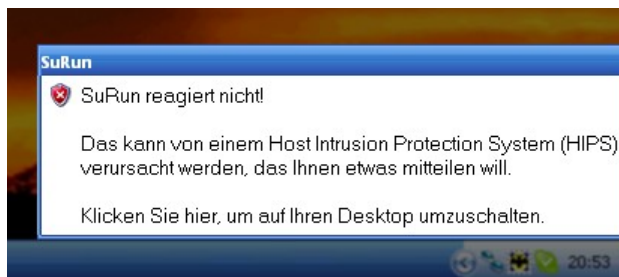 SuRun
SuRun reagiert nicht!
Das kann von einem Host Intrusion Protection System (HIPS)
verursacht werden, das Ihnen etwas mitteilen will.
Klicken Sie hier, um auf Ihren Desktop umzuschalten.
20:53